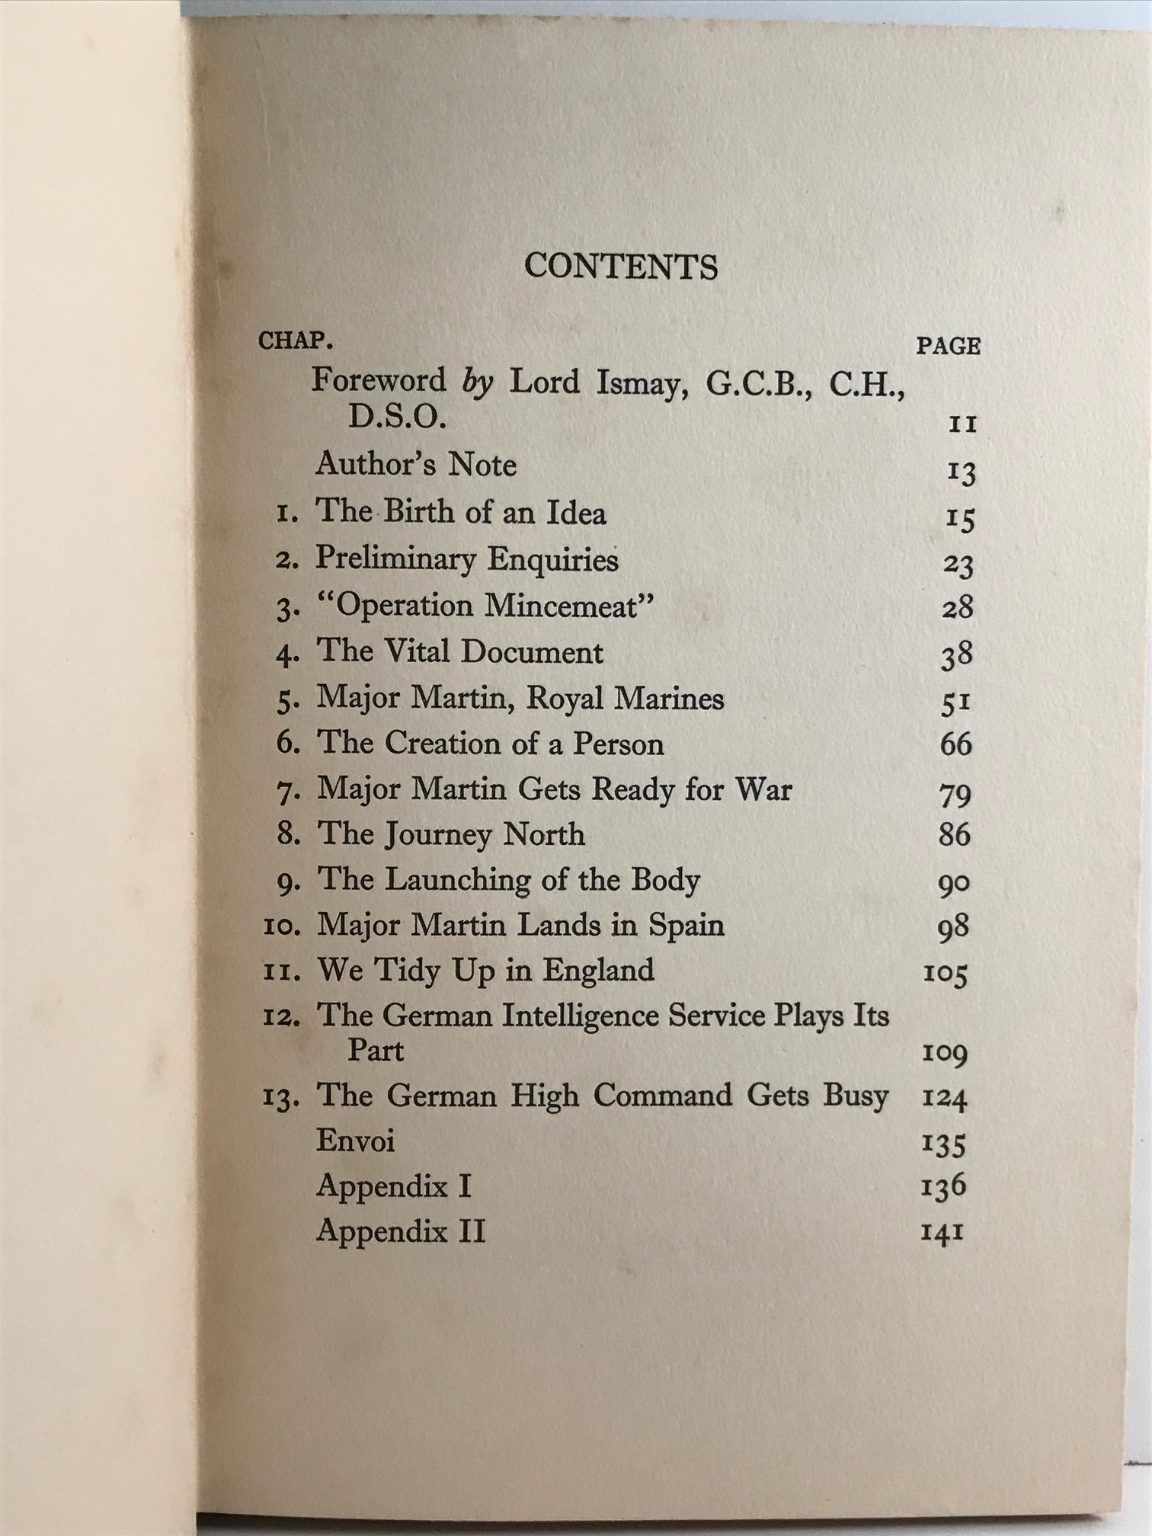 CONTENTS
CHAP. PAGE
Foreword by Lord Ismay, G.C.B., C.H.,
D.S.O. 11
Author's Note 13
1. The Birth of an Idea 15
2. Preliminary Enquiries 23
3. "Operation Mincemeat" 28
4. The Vital Document 38
5. Major Martin, Royal Marines 51
6. The Creation of a Person 66
7. Major Martin Gets Ready for War 79
8. The Journey North 86
9. The Launching of the Body 90
10. Major Martin Lands in Spain 98
11. We Tidy Up in England 105
12. The German Intelligence Service Plays Its
Part 109
13. The German High Command Gets Busy 124
Envoi 135
Appendix I 136
Appendix II 141